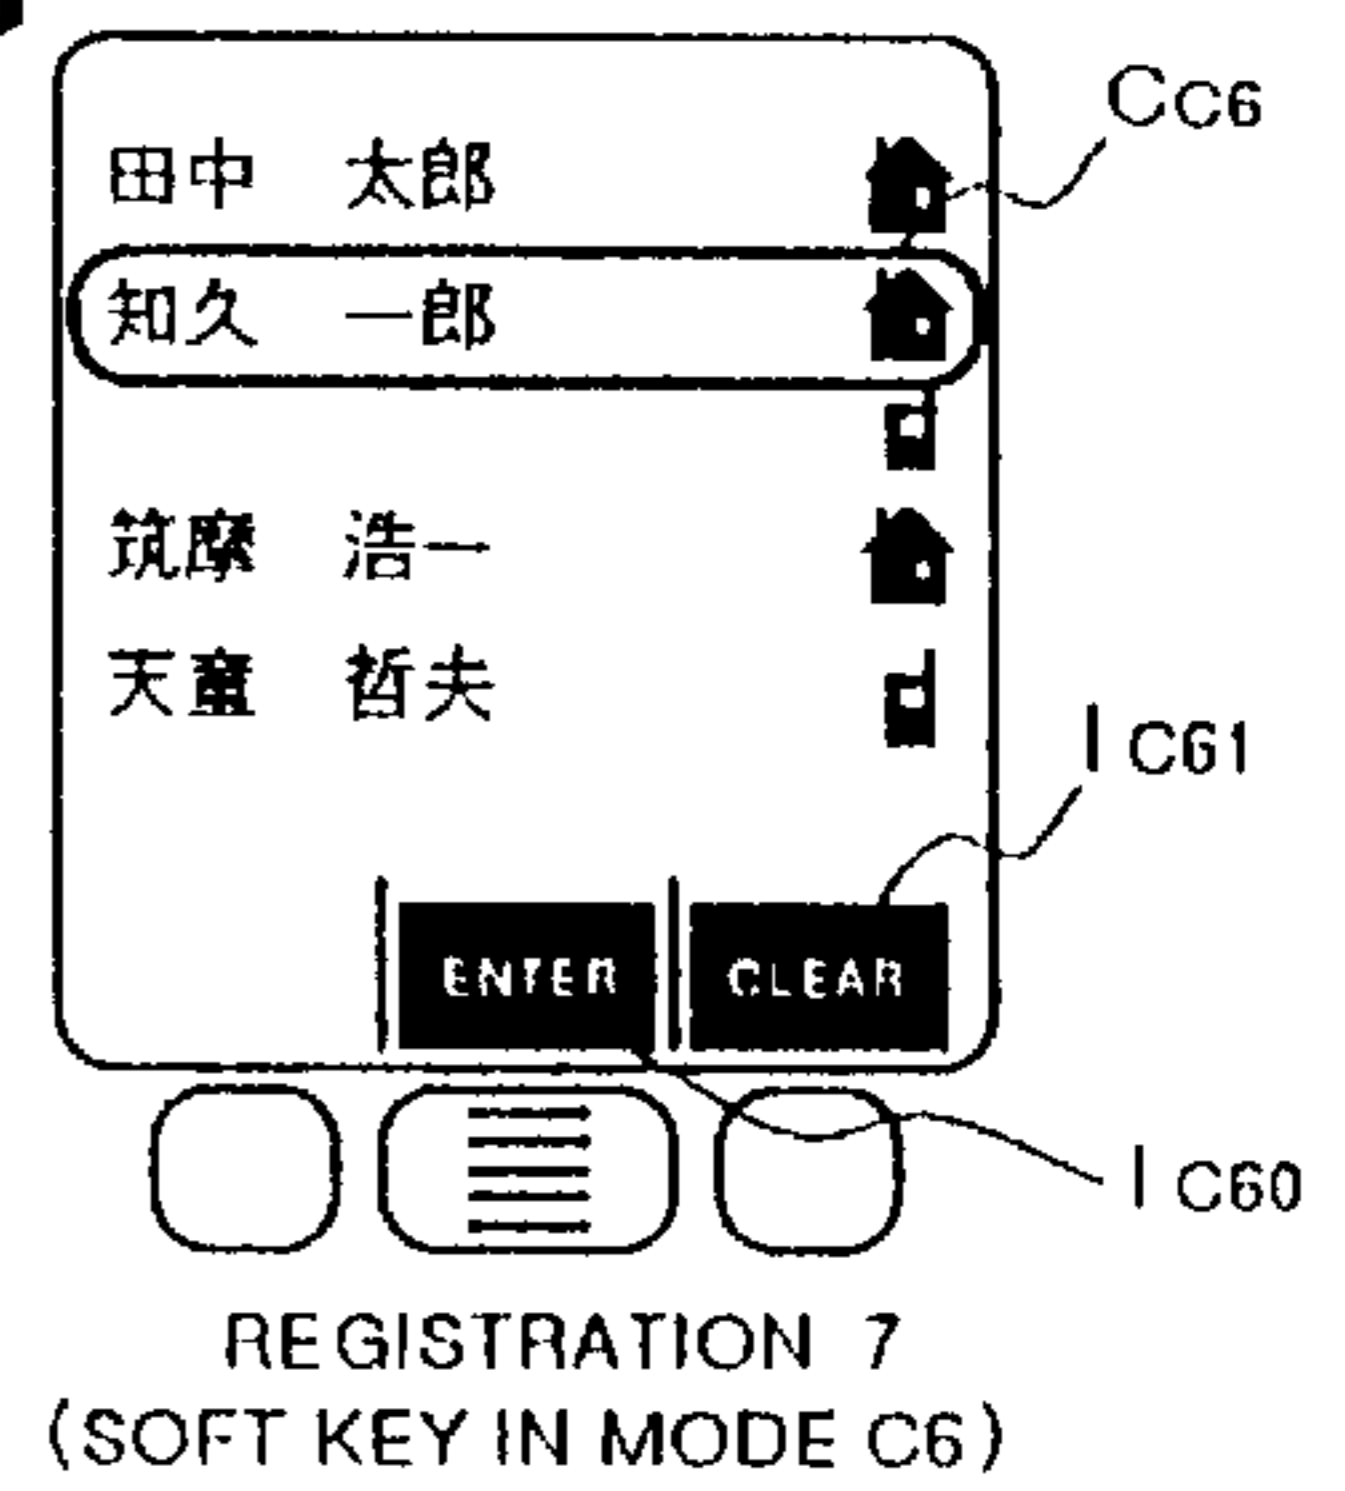 田中 太郎
CC6
知久 一郎
筑摩 浩一
天童 哲夫
IC61
ENTER CLEAR
IC60
REGISTRATION 7
(SOFT KEY IN MODE C6)